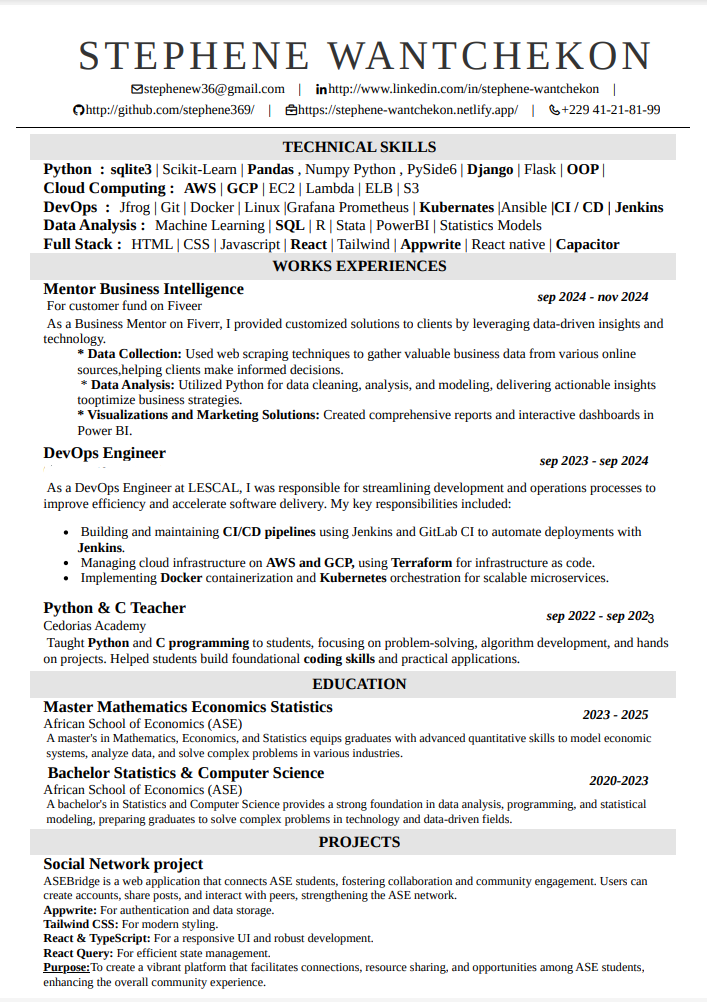 STEPHENE WANTCHEKON
stephenew36@gmail.com | http://www.linkedin.com/in/stephene-wantchekon |
http://github.com/stephene369/ | https://stephene-wantchekon.netlify.app/ | +229 41-21-81-99
TECHNICAL SKILLS
Python : sqlite3 | Scikit-Learn | Pandas , Numpy Python , PySide6 | Django | Flask | OOP |
Cloud Computing : AWS | GCP | EC2 | Lambda | ELB | S3
DevOps : Jfrog | Git | Docker | Linux |Grafana Prometheus | Kubernates |Ansible |CI / CD | Jenkins
Data Analysis : Machine Learning | SQL | R | Stata | PowerBI | Statistics Models
Full Stack : HTML | CSS | Javascript | React | Tailwind | Appwrite | React native | Capacitor
WORKS EXPERIENCES
Mentor Business Intelligence
sep 2024 - nov 2024
For customer fund on Fiveer
As a Business Mentor on Fiverr, I provided customized solutions to clients by leveraging data-driven insights and
technology.
* Data Collection: Used web scraping techniques to gather valuable business data from various online
sources,helping clients make informed decisions.
* Data Analysis: Utilized Python for data cleaning, analysis, and modeling, delivering actionable insights
tooptimize business strategies.
* Visualizations and Marketing Solutions: Created comprehensive reports and interactive dashboards in
Power BI.
DevOps Engineer
sep 2023 - sep 2024
As a DevOps Engineer at LESCAL, I was responsible for streamlining development and operations processes to
improve efficiency and accelerate software delivery. My key responsibilities included:
• Building and maintaining CI/CD pipelines using Jenkins and GitLab CI to automate deployments with
Jenkins.
• Managing cloud infrastructure on AWS and GCP, using Terraform for infrastructure as code.
• Implementing Docker containerization and Kubernetes orchestration for scalable microservices.
Python & C Teacher
sep 2022 - sep 2023
Cedorias Academy
Taught Python and C programming to students, focusing on problem-solving, algorithm development, and hands
on projects. Helped students build foundational coding skills and practical applications.
EDUCATION
Master Mathematics Economics Statistics
2023 - 2025
African School of Economics (ASE)
A master's in Mathematics, Economics, and Statistics equips graduates with advanced quantitative skills to model economic
systems, analyze data, and solve complex problems in various industries.
Bachelor Statistics & Computer Science
2020-2023
African School of Economics (ASE)
A bachelor's in Statistics and Computer Science provides a strong foundation in data analysis, programming, and statistical
modeling, preparing graduates to solve complex problems in technology and data-driven fields.
PROJECTS
Social Network project
ASEBridge is a web application that connects ASE students, fostering collaboration and community engagement. Users can
create accounts, share posts, and interact with peers, strengthening the ASE network.
Appwrite: For authentication and data storage.
Tailwind CSS: For modern styling.
React & TypeScript: For a responsive UI and robust development.
React Query: For efficient state management.
Purpose:To create a vibrant platform that facilitates connections, resource sharing, and opportunities among ASE students,
enhancing the overall community experience.